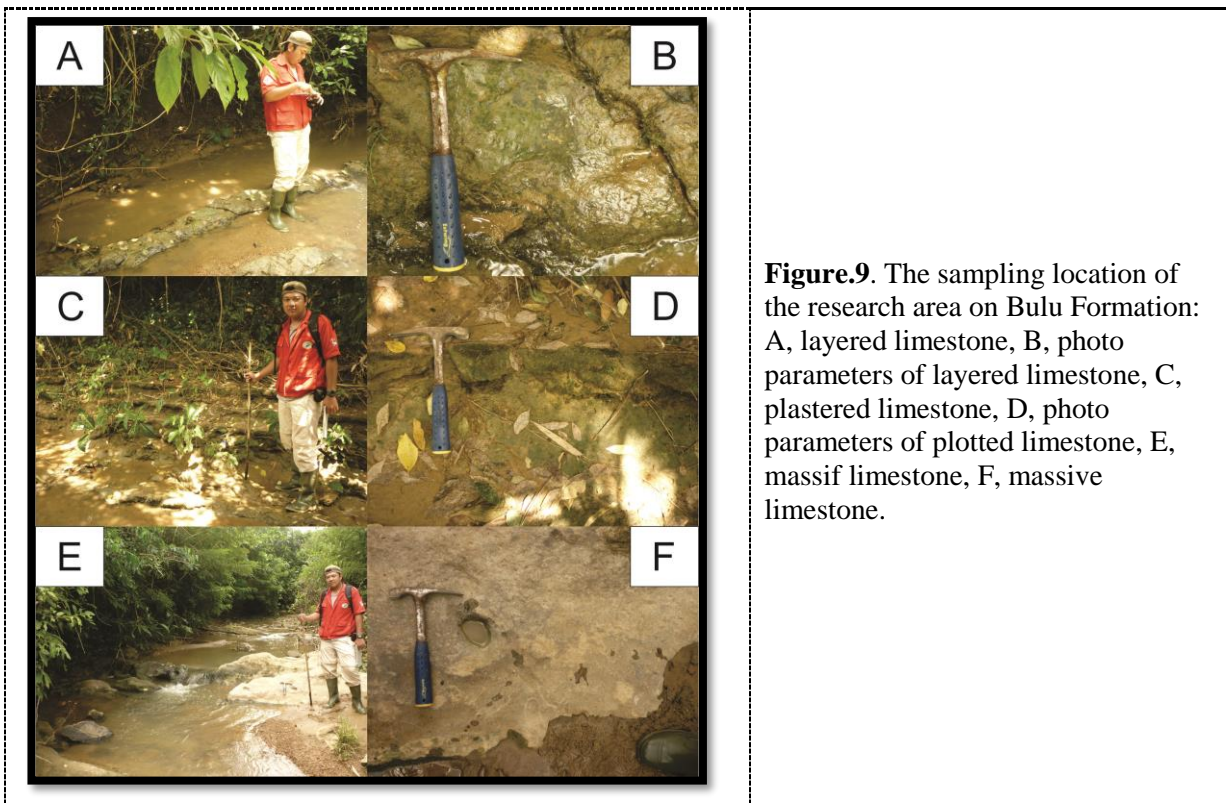 A
B
C
D
E
F
Figure.9. The sampling location of
the research area on Bulu Formation:
A, layered limestone, B, photo
parameters of layered limestone, C,
plastered limestone, D, photo
parameters of plotted limestone, E,
massif limestone, F, massive
limestone.